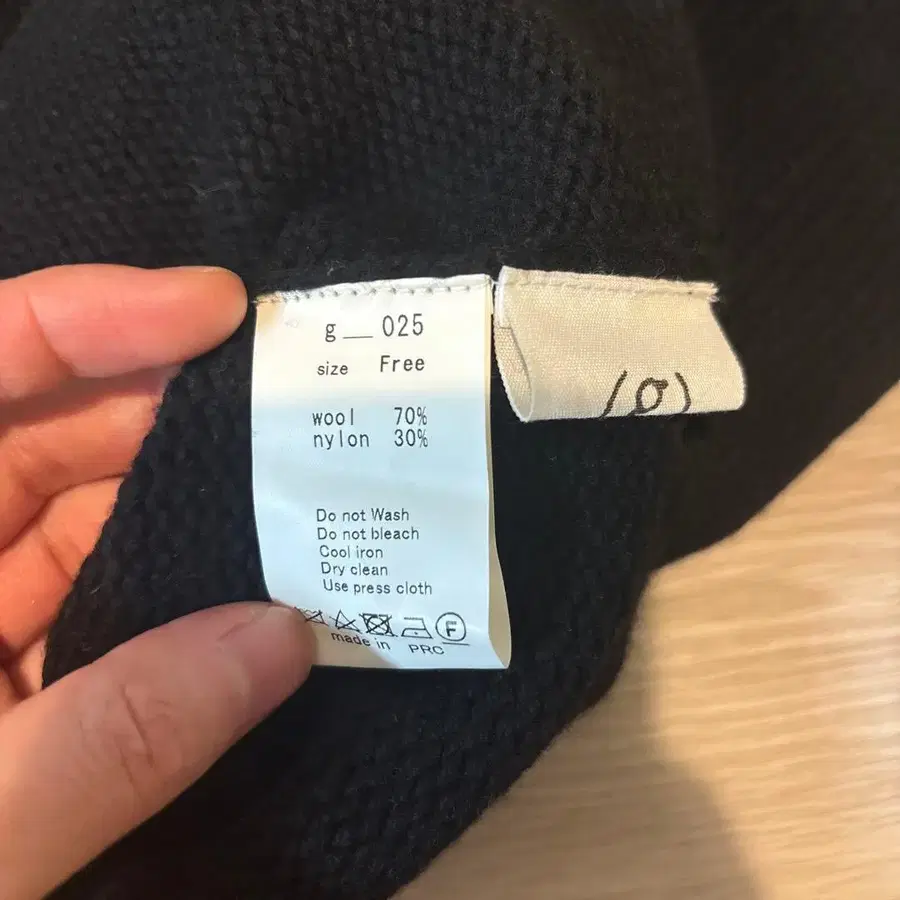 g__025
size Free
wool 70%
nylon 30%
Do not Wash
Do not bleach
Cool iron
Dry clean
Use press cloth
F
made in PRC
(g)